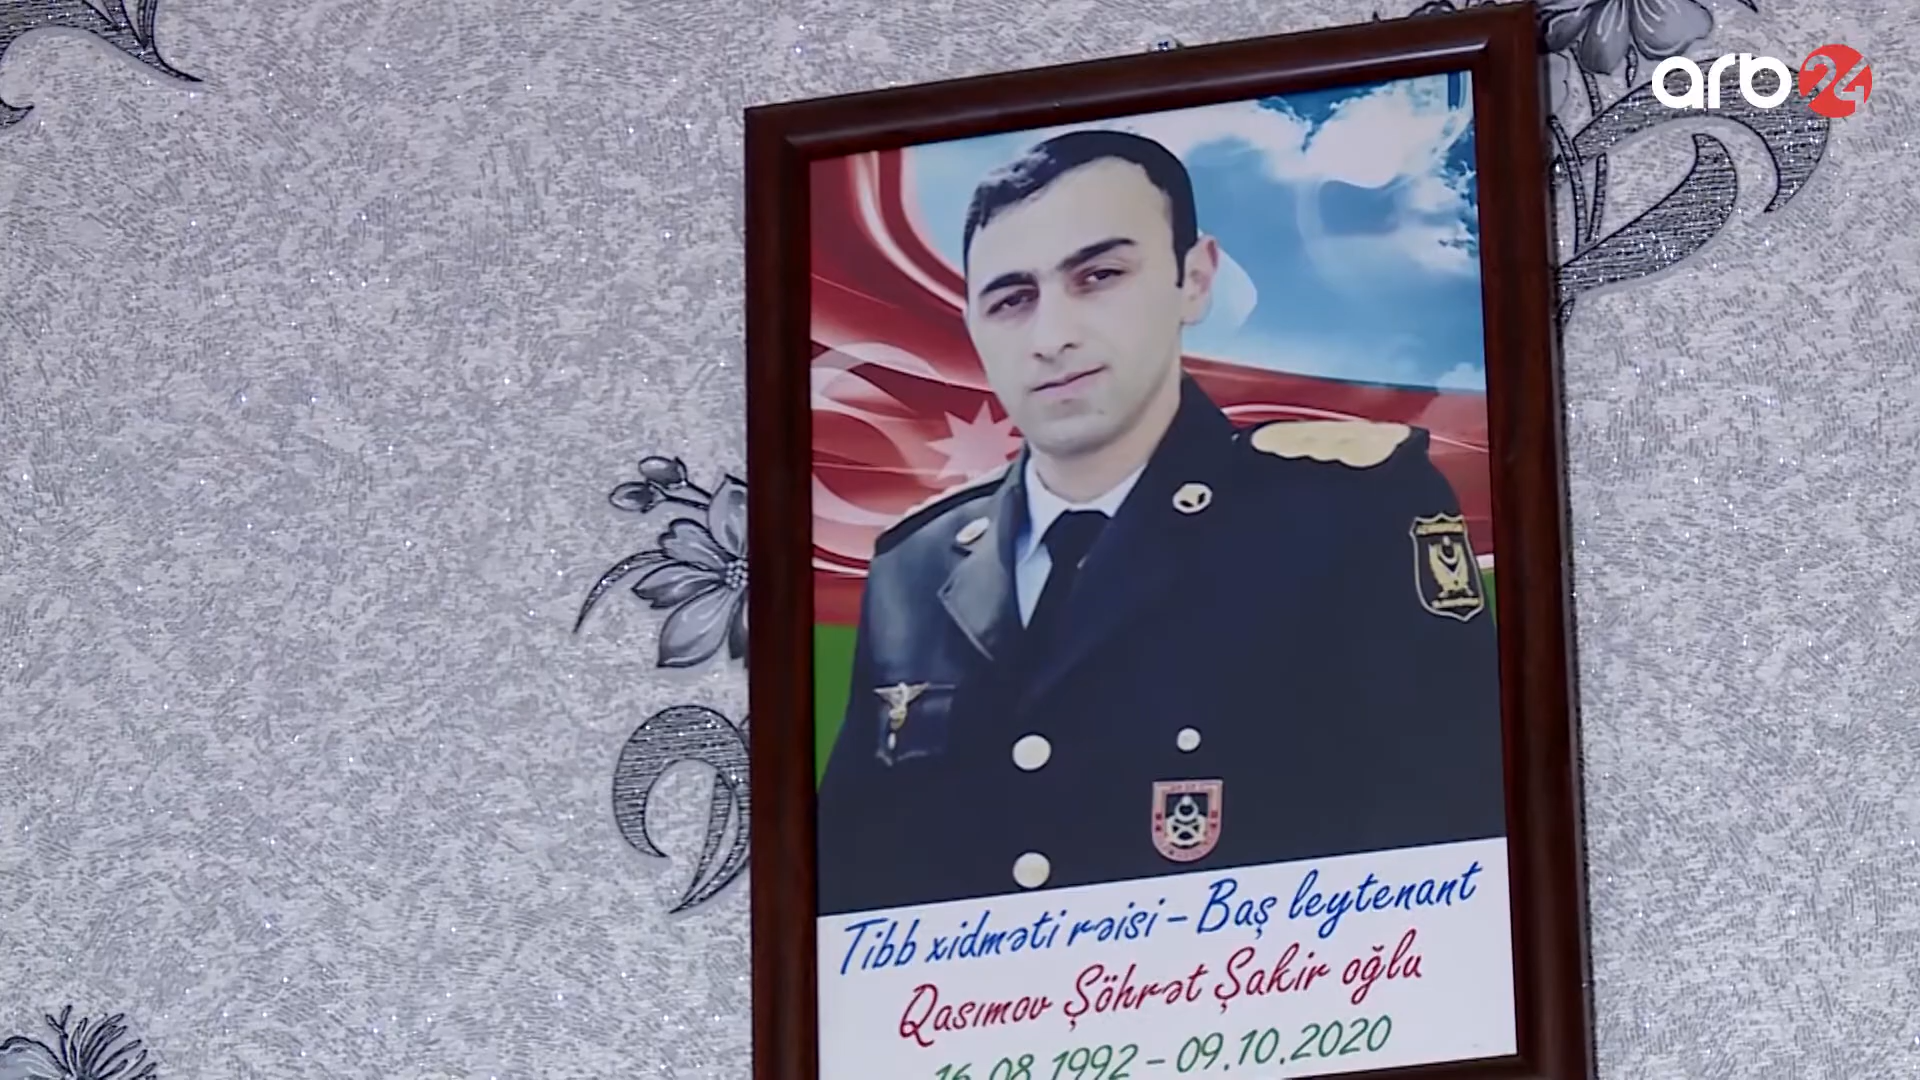 arb24
Tibb xidməti rəisi – Baş leytenant
Qasımov Şöhrət Şakir oğlu
16.08.1992 – 09.10.2020